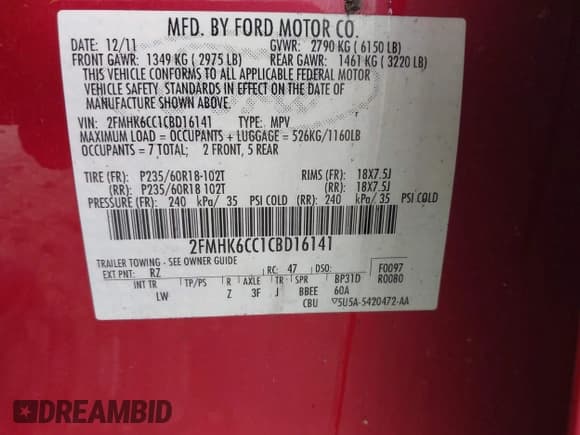 MFD. BY FORD MOTOR CO.
DATE: 12/11 GVWR: 2790 KG ( 6150 LB)
FRONT GAWR: 1349 KG ( 2975 LB) REAR GAWR: 1461 KG ( 3220 LB)
THIS VEHICLE CONFORMS TO ALL APPLICABLE FEDERAL MOTOR
VEHICLE SAFETY STANDARDS IN EFFECT ON THE DATE OF
MANUFACTURE SHOWN ABOVE.
VIN: 2FMHK6CC1CBD16141 TYPE: MPV
MAXIMUM LOAD = OCCUPANTS + LUGGAGE = 526KG/1160LB
OCCUPANTS = 7 TOTAL; 2 FRONT, 5 REAR
TIRE (FR): P235/60R18-102T RIMS (FR): 18X7.5J
(RR): P235/60R18 102T (RR): 18X7.5J
PRESSURE (FR): 240 kPa/ 35 PSI COLD (RR): 240 kPa/ 35 PSI COLD
2FMHK6CC1CBD16141
TRAILER TOWING - SEE OWNER GUIDE
EXT PNT: RZ RC: 47 DSO: F0097
INT TR TP/PS R AXLE TR SPR BP31D R0080
LW Z 3F J BBEE 60A
CBU ▽5U5A-5420472-AA
DREAMBID